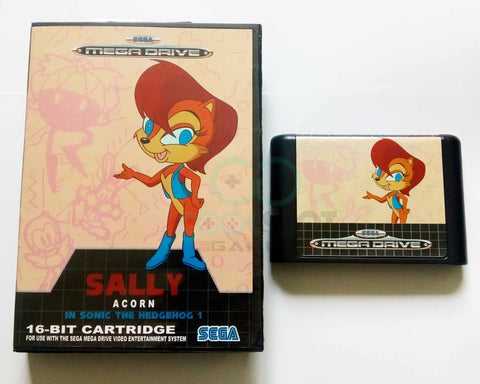 SEGA
MEGA DRIVE
SALLY
ACORN
IN SONIC THE HEDGEHOG 1
16-BIT CARTRIDGE
FOR USE WITH THE SEGA MEGA DRIVE VIDEO ENTERTAINMENT SYSTEM
SEGA
SEGA
MEGA DRIVE